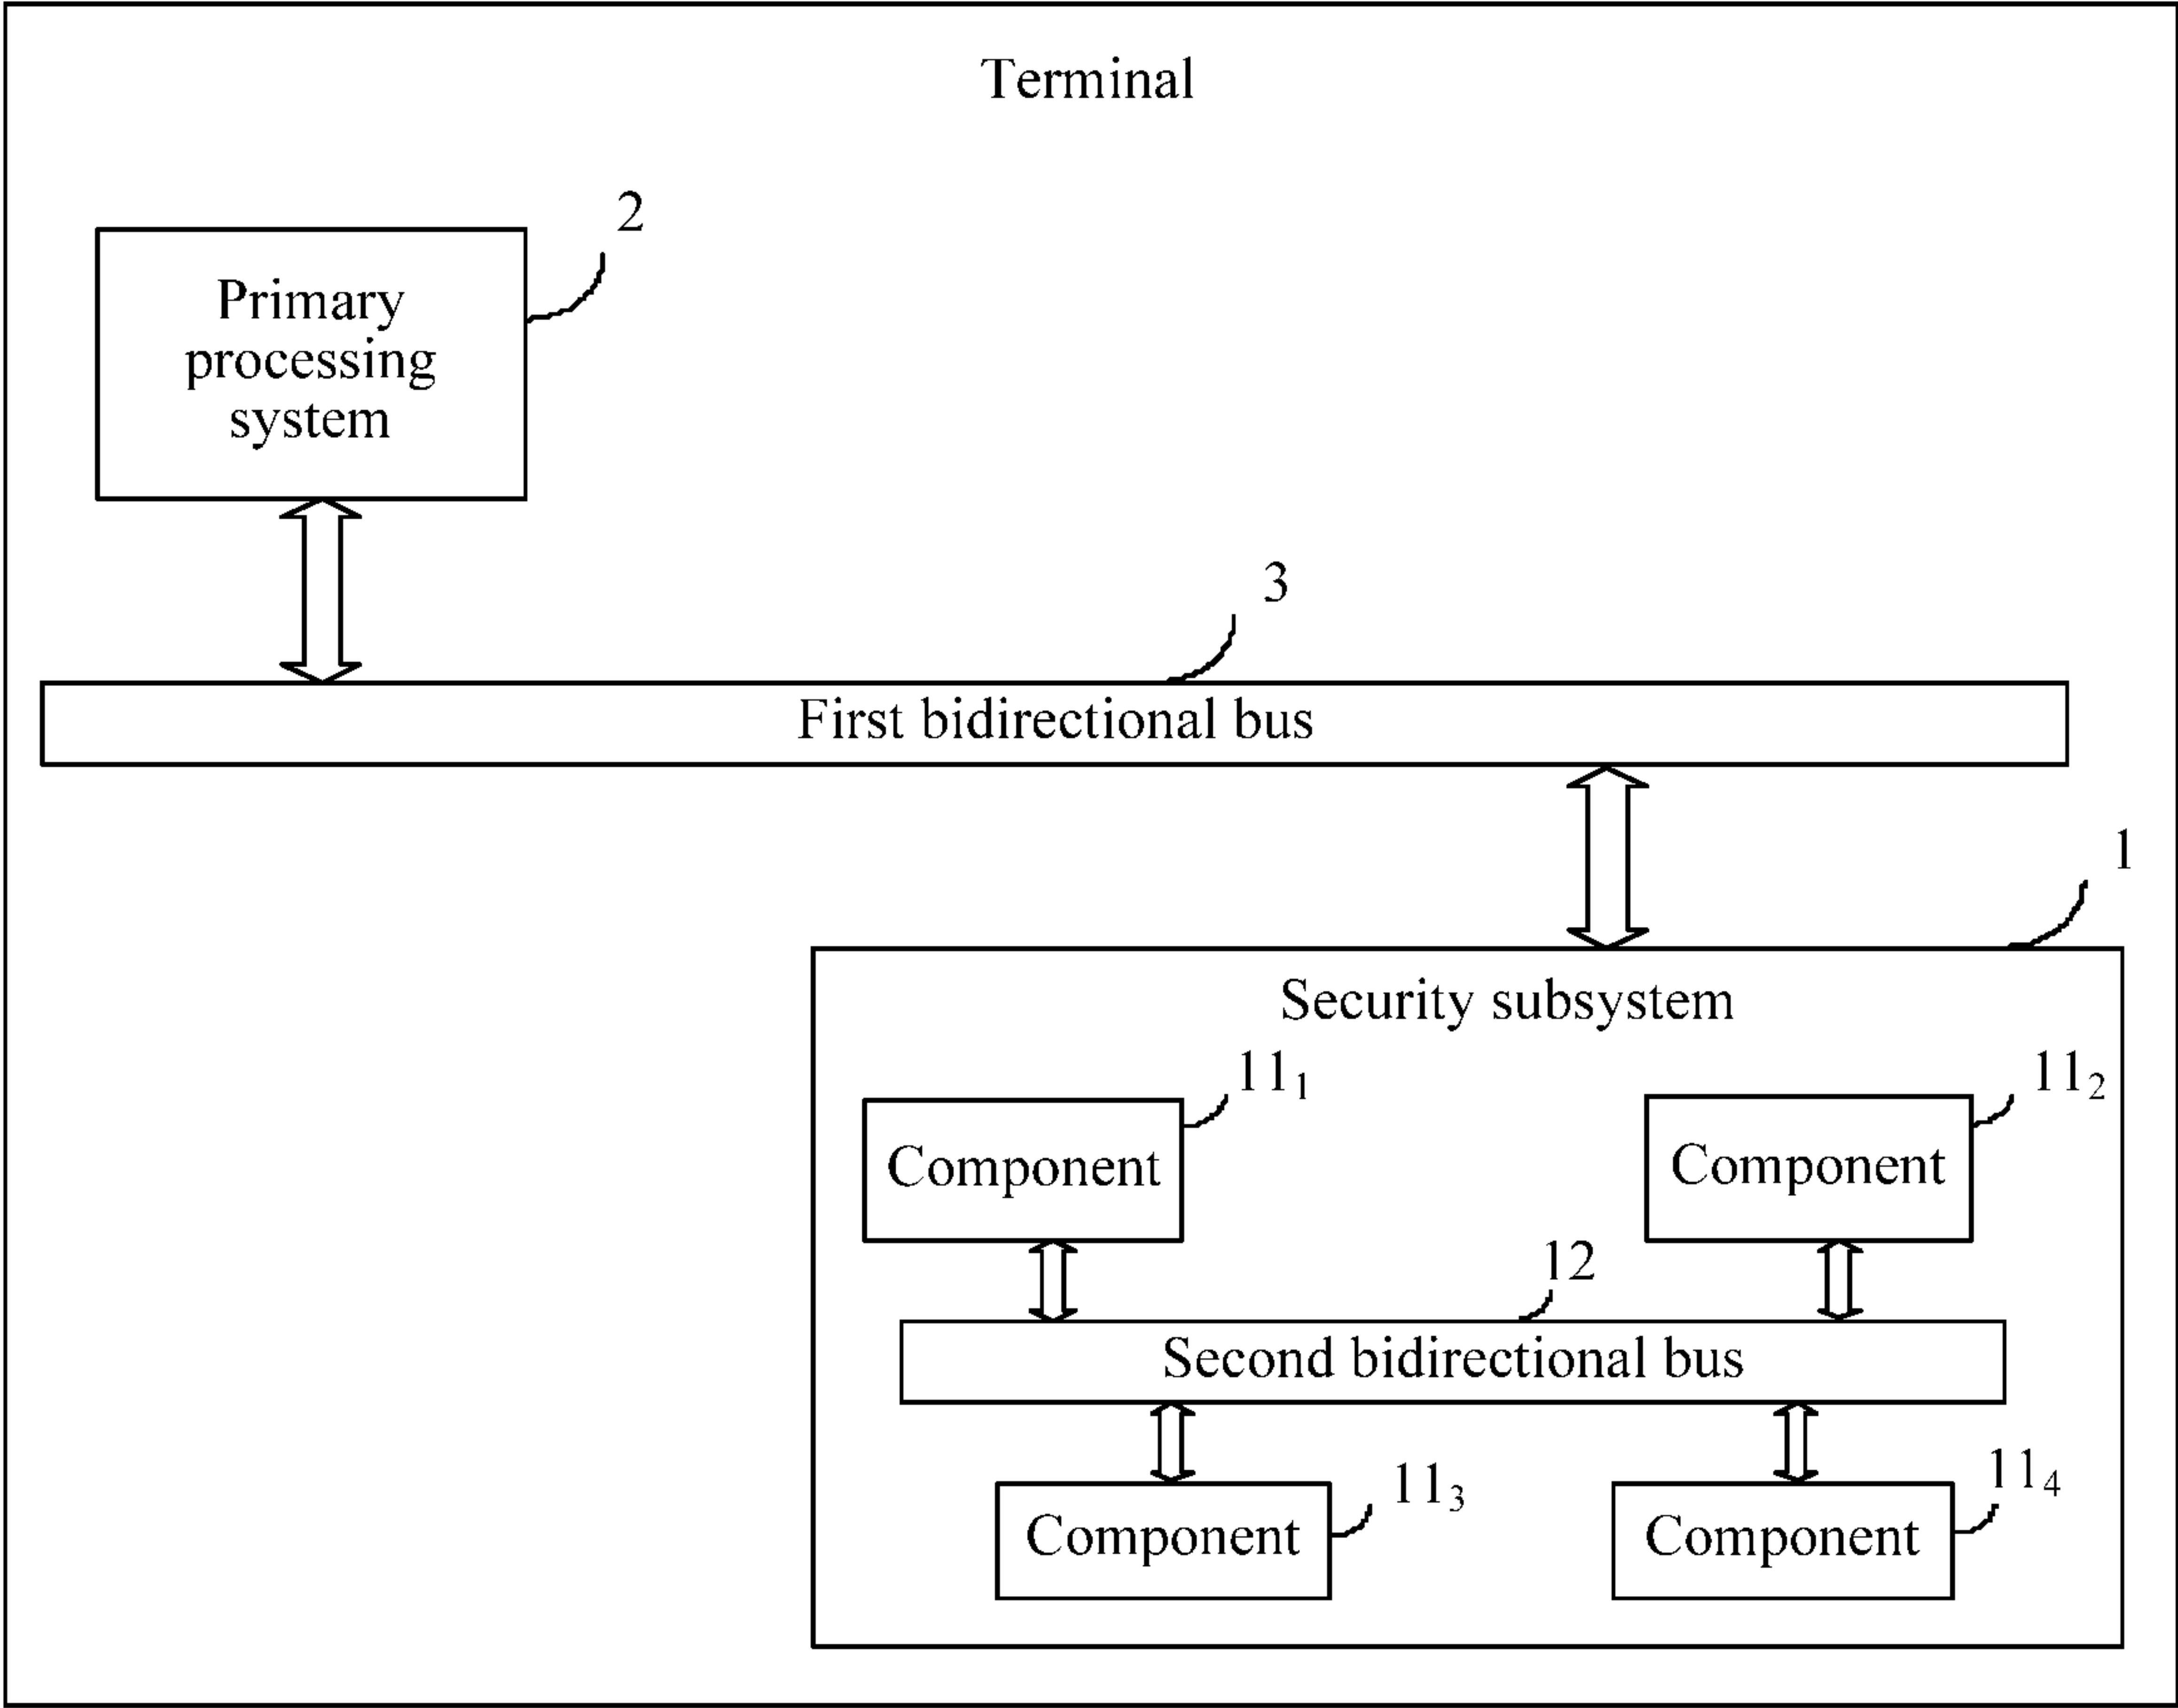 Terminal
2
Primary
processing
system
3
First bidirectional bus
1
Security subsystem
11₁
11₂
Component
Component
12
Second bidirectional bus
11₃
11₄
Component
Component